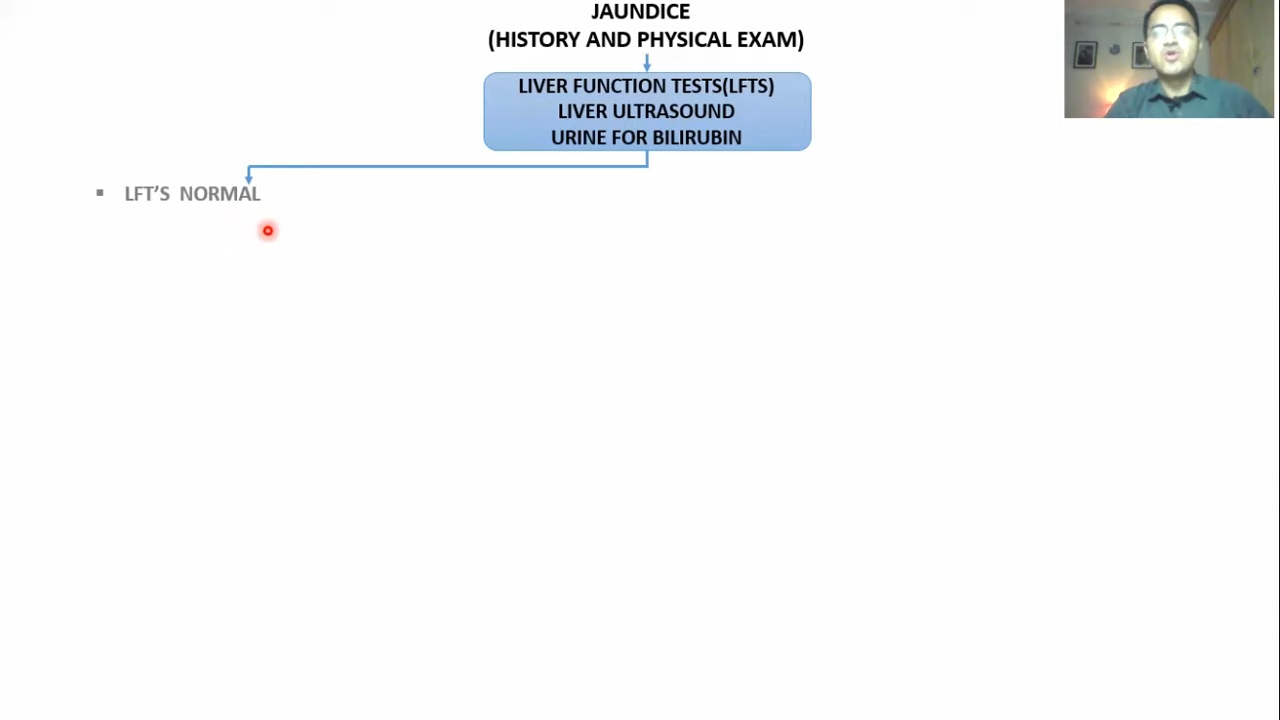 JAUNDICE
(HISTORY AND PHYSICAL EXAM)
LIVER FUNCTION TESTS(LFTS)
LIVER ULTRASOUND
URINE FOR BILIRUBIN
▪ LFT’S NORMAL